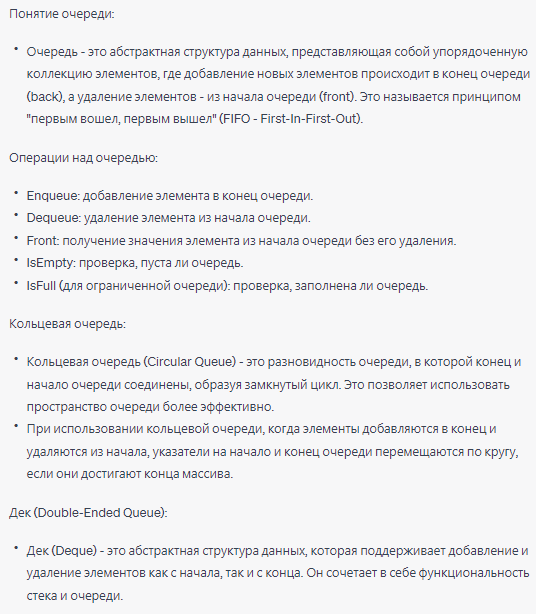 Понятие очереди:
• Очередь - это абстрактная структура данных, представляющая собой упорядоченную
коллекцию элементов, где добавление новых элементов происходит в конец очереди
(back), а удаление элементов - из начала очереди (front). Это называется принципом
"первым вошел, первым вышел" (FIFO - First-In-First-Out).
Операции над очередью:
• Enqueue: добавление элемента в конец очереди.
• Dequeue: удаление элемента из начала очереди.
• Front: получение значения элемента из начала очереди без его удаления.
• IsEmpty: проверка, пуста ли очередь.
• IsFull (для ограниченной очереди): проверка, заполнена ли очередь.
Кольцевая очередь:
• Кольцевая очередь (Circular Queue) - это разновидность очереди, в которой конец и
начало очереди соединены, образуя замкнутый цикл. Это позволяет использовать
пространство очереди более эффективно.
• При использовании кольцевой очереди, когда элементы добавляются в конец и
удаляются из начала, указатели на начало и конец очереди перемещаются по кругу,
если они достигают конца массива.
Дек (Double-Ended Queue):
• Дек (Deque) - это абстрактная структура данных, которая поддерживает добавление и
удаление элементов как с начала, так и с конца. Он сочетает в себе функциональность
стека и очереди.